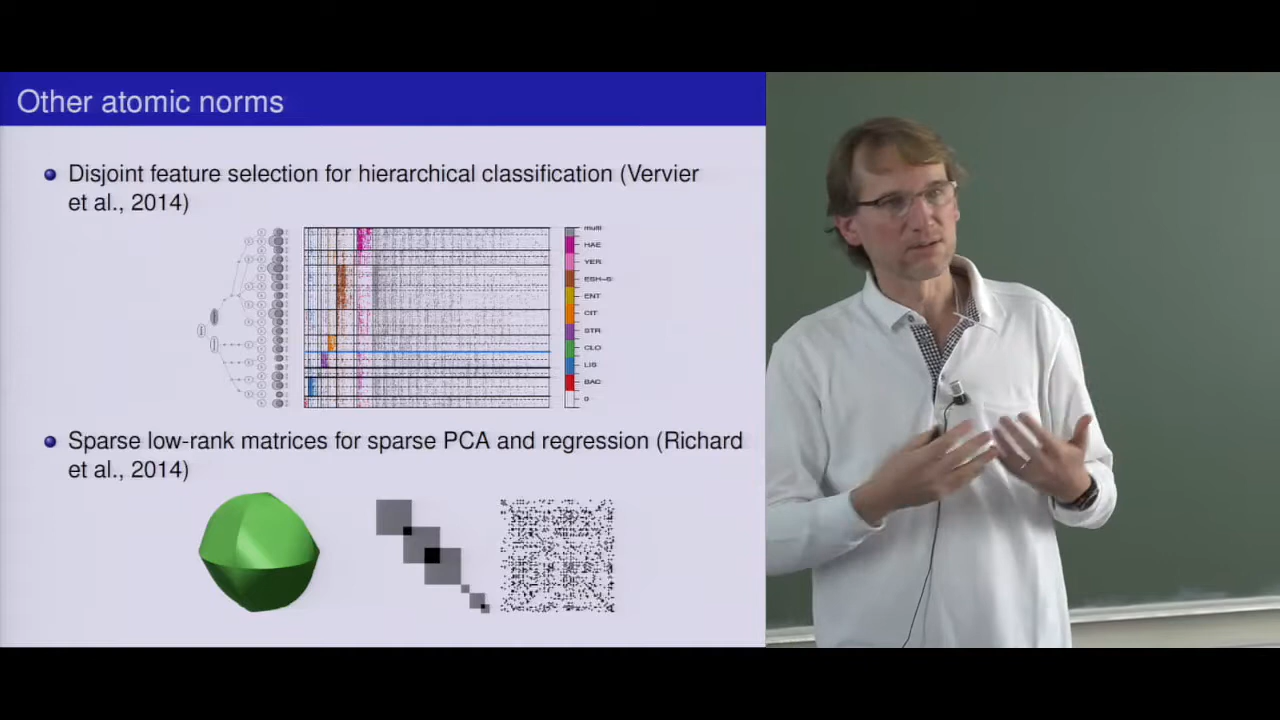 Other atomic norms
Disjoint feature selection for hierarchical classification (Vervier
et al., 2014)
multi
HAE
YER
ESH-S
ENT
CIT
STR
CLO
LIS
BAC
0
Sparse low-rank matrices for sparse PCA and regression (Richard
et al., 2014)